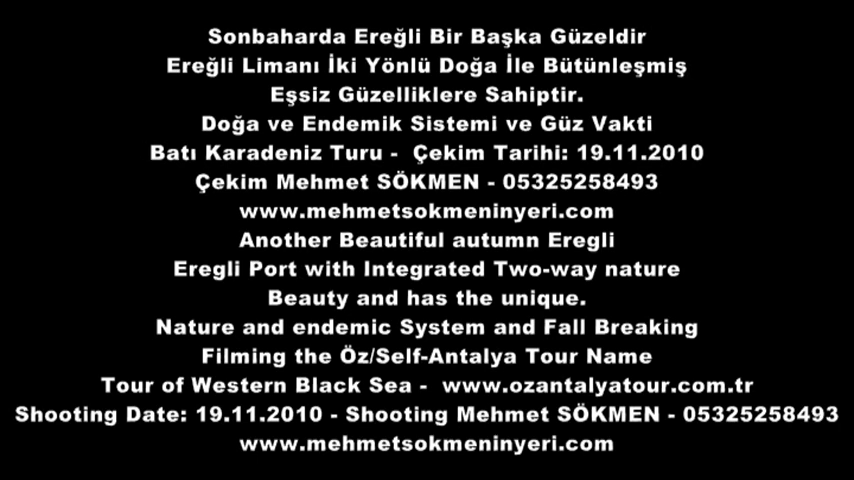 Sonbaharda Ereğli Bir Başka Güzeldir
Ereğli Limanı İki Yönlü Doğa İle Bütünleşmiş
Eşsiz Güzelliklere Sahiptir.
Doğa ve Endemik Sistemi ve Güz Vakti
Batı Karadeniz Turu - Çekim Tarihi: 19.11.2010
Çekim Mehmet SÖKMEN - 05325258493
www.mehmetsokmeninyeri.com
Another Beautiful autumn Eregli
Eregli Port with Integrated Two-way nature
Beauty and has the unique.
Nature and endemic System and Fall Breaking
Filming the Öz/Self-Antalya Tour Name
Tour of Western Black Sea - www.ozantalyatour.com.tr
Shooting Date: 19.11.2010 - Shooting Mehmet SÖKMEN - 05325258493
www.mehmetsokmeninyeri.com